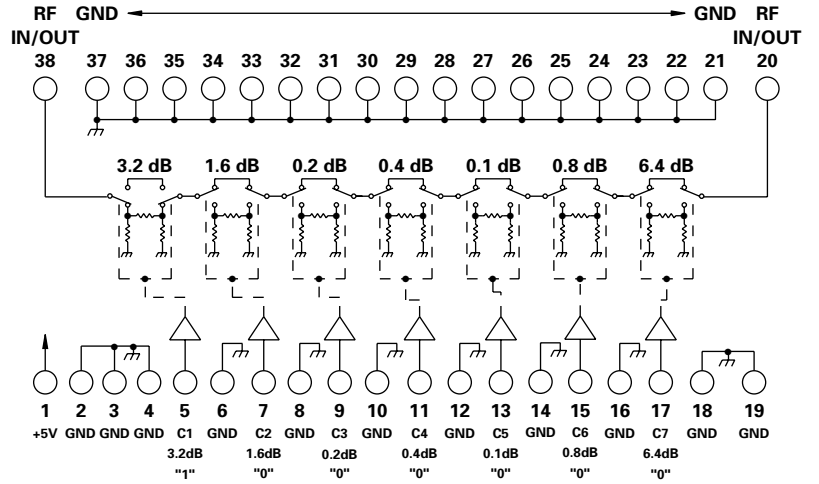 RF GND GND RF
IN/OUT IN/OUT
38 37 36 35 34 33 32 31 30 29 28 27 26 25 24 23 22 21 20
3.2 dB 1.6 dB 0.2 dB 0.4 dB 0.1 dB 0.8 dB 6.4 dB
1 2 3 4 5 6 7 8 9 10 11 12 13 14 15 16 17 18 19
+5V GND GND GND C1 GND C2 GND C3 GND C4 GND C5 GND C6 GND C7 GND GND
3.2dB 1.6dB 0.2dB 0.4dB 0.1dB 0.8dB 6.4dB
"1" "0" "0" "0" "0" "0" "0"